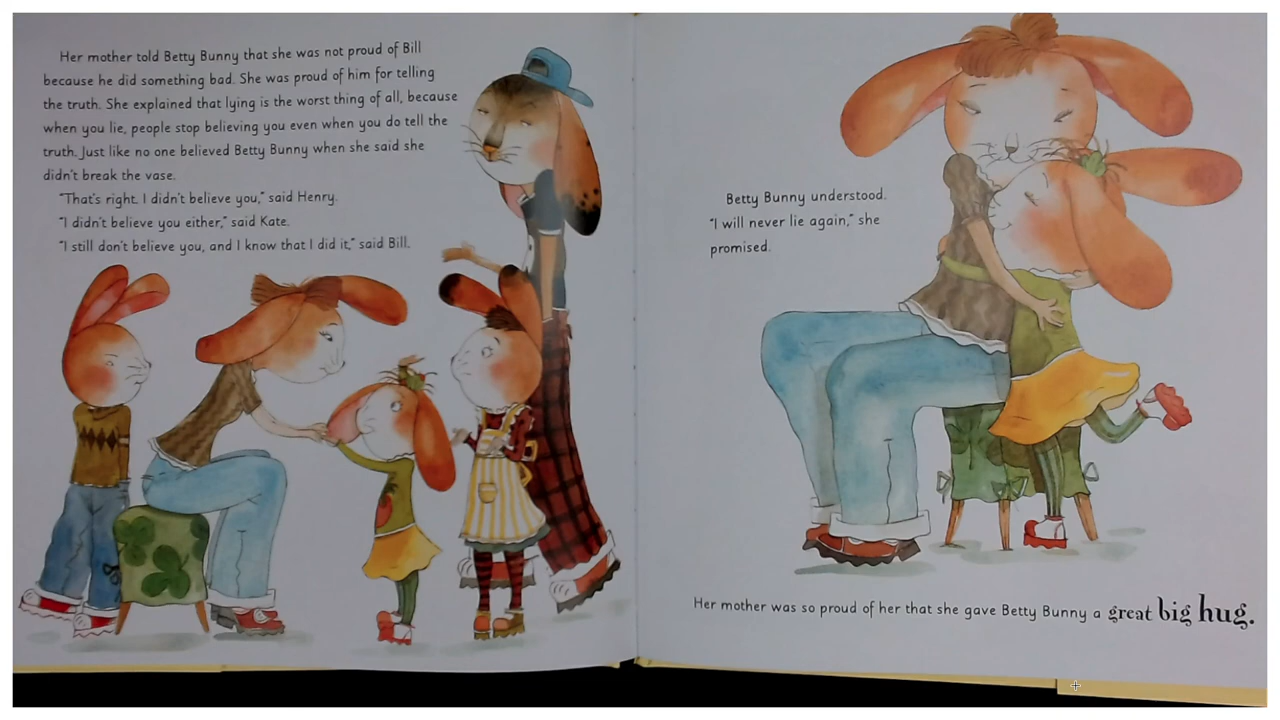 Her mother told Betty Bunny that she was not proud of Bill
because he did something bad. She was proud of him for telling
the truth. She explained that lying is the worst thing of all, because
when you lie, people stop believing you even when you do tell the
truth. Just like no one believed Betty Bunny when she said she
didn't break the vase.
"That's right. I didn't believe you," said Henry.
"I didn't believe you either," said Kate.
"I still don't believe you, and I know that I did it," said Bill.
Betty Bunny understood.
"I will never lie again," she
promised.
Her mother was so proud of her that she gave Betty Bunny a great big hug.